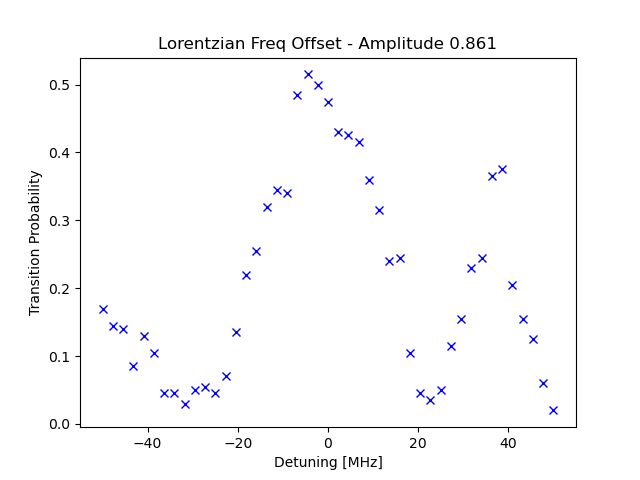 Lorentzian Freq Offset - Amplitude 0.861
Transition Probability
0.5
0.4
0.3
0.2
0.1
0.0
−40 −20 0 20 40
Detuning [MHz]